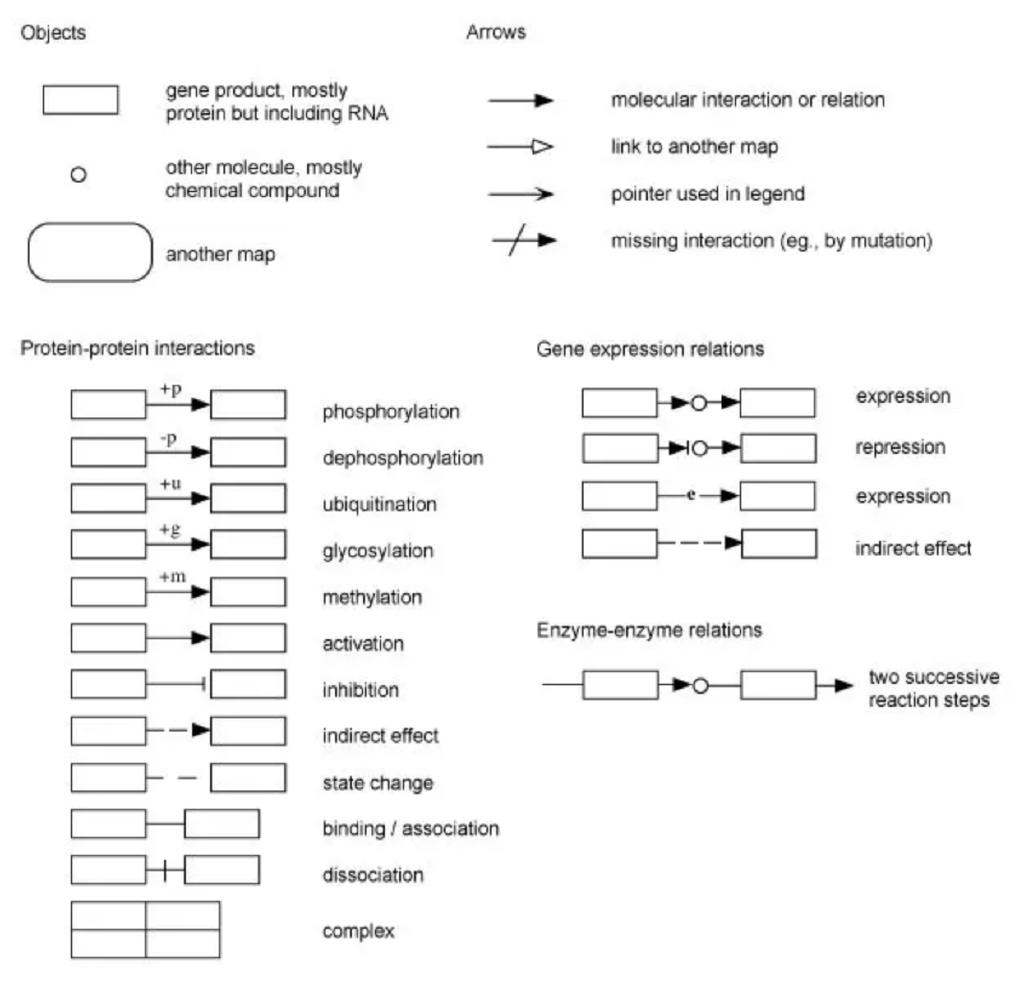 Objects
gene product, mostly
protein but including RNA
other molecule, mostly
chemical compound
another map
Arrows
molecular interaction or relation
link to another map
pointer used in legend
missing interaction (eg., by mutation)
Protein-protein interactions
+p
phosphorylation
-p
dephosphorylation
+u
ubiquitination
+g
glycosylation
+m
methylation
activation
inhibition
indirect effect
state change
binding / association
dissociation
complex
Gene expression relations
expression
repression
e
expression
indirect effect
Enzyme-enzyme relations
two successive
reaction steps